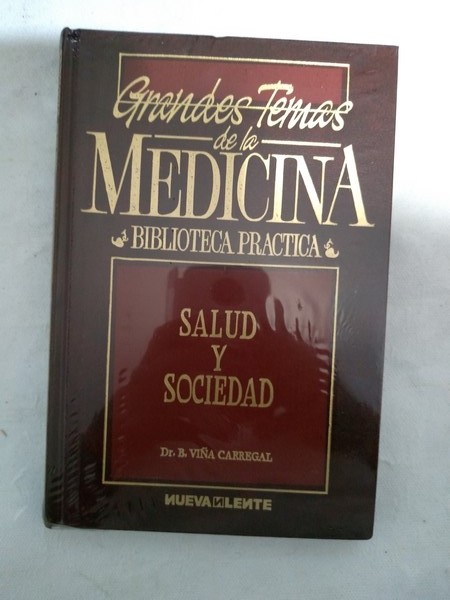 Grandes Temas
de la
MEDICINA
BIBLIOTECA PRACTICA
SALUD
Y
SOCIEDAD
Dr. B. VIÑA CARREGAL
NUEVA LENTE